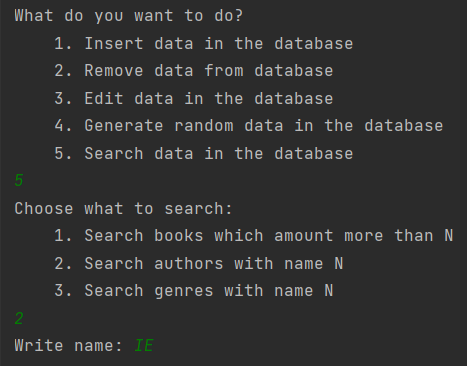 What do you want to do?
1. Insert data in the database
2. Remove data from database
3. Edit data in the database
4. Generate random data in the database
5. Search data in the database
5
Choose what to search:
1. Search books which amount more than N
2. Search authors with name N
3. Search genres with name N
2
Write name: IE